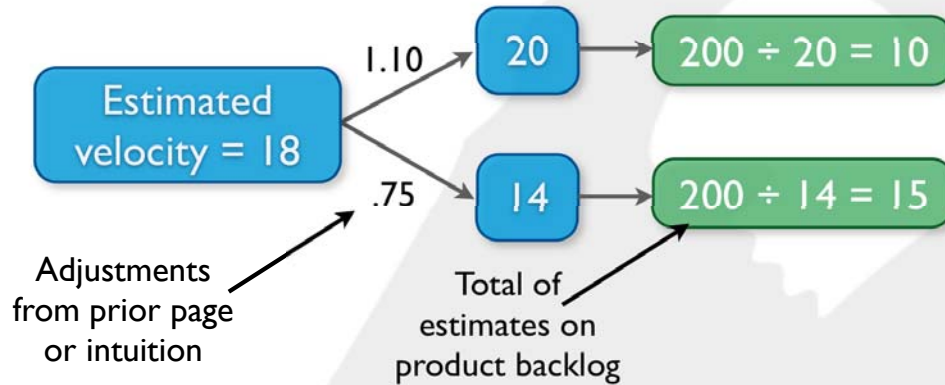 1.10
20
200 ÷ 20 = 10
Estimated
velocity = 18
.75
14
200 ÷ 14 = 15
Adjustments
from prior page
or intuition
Total of
estimates on
product backlog